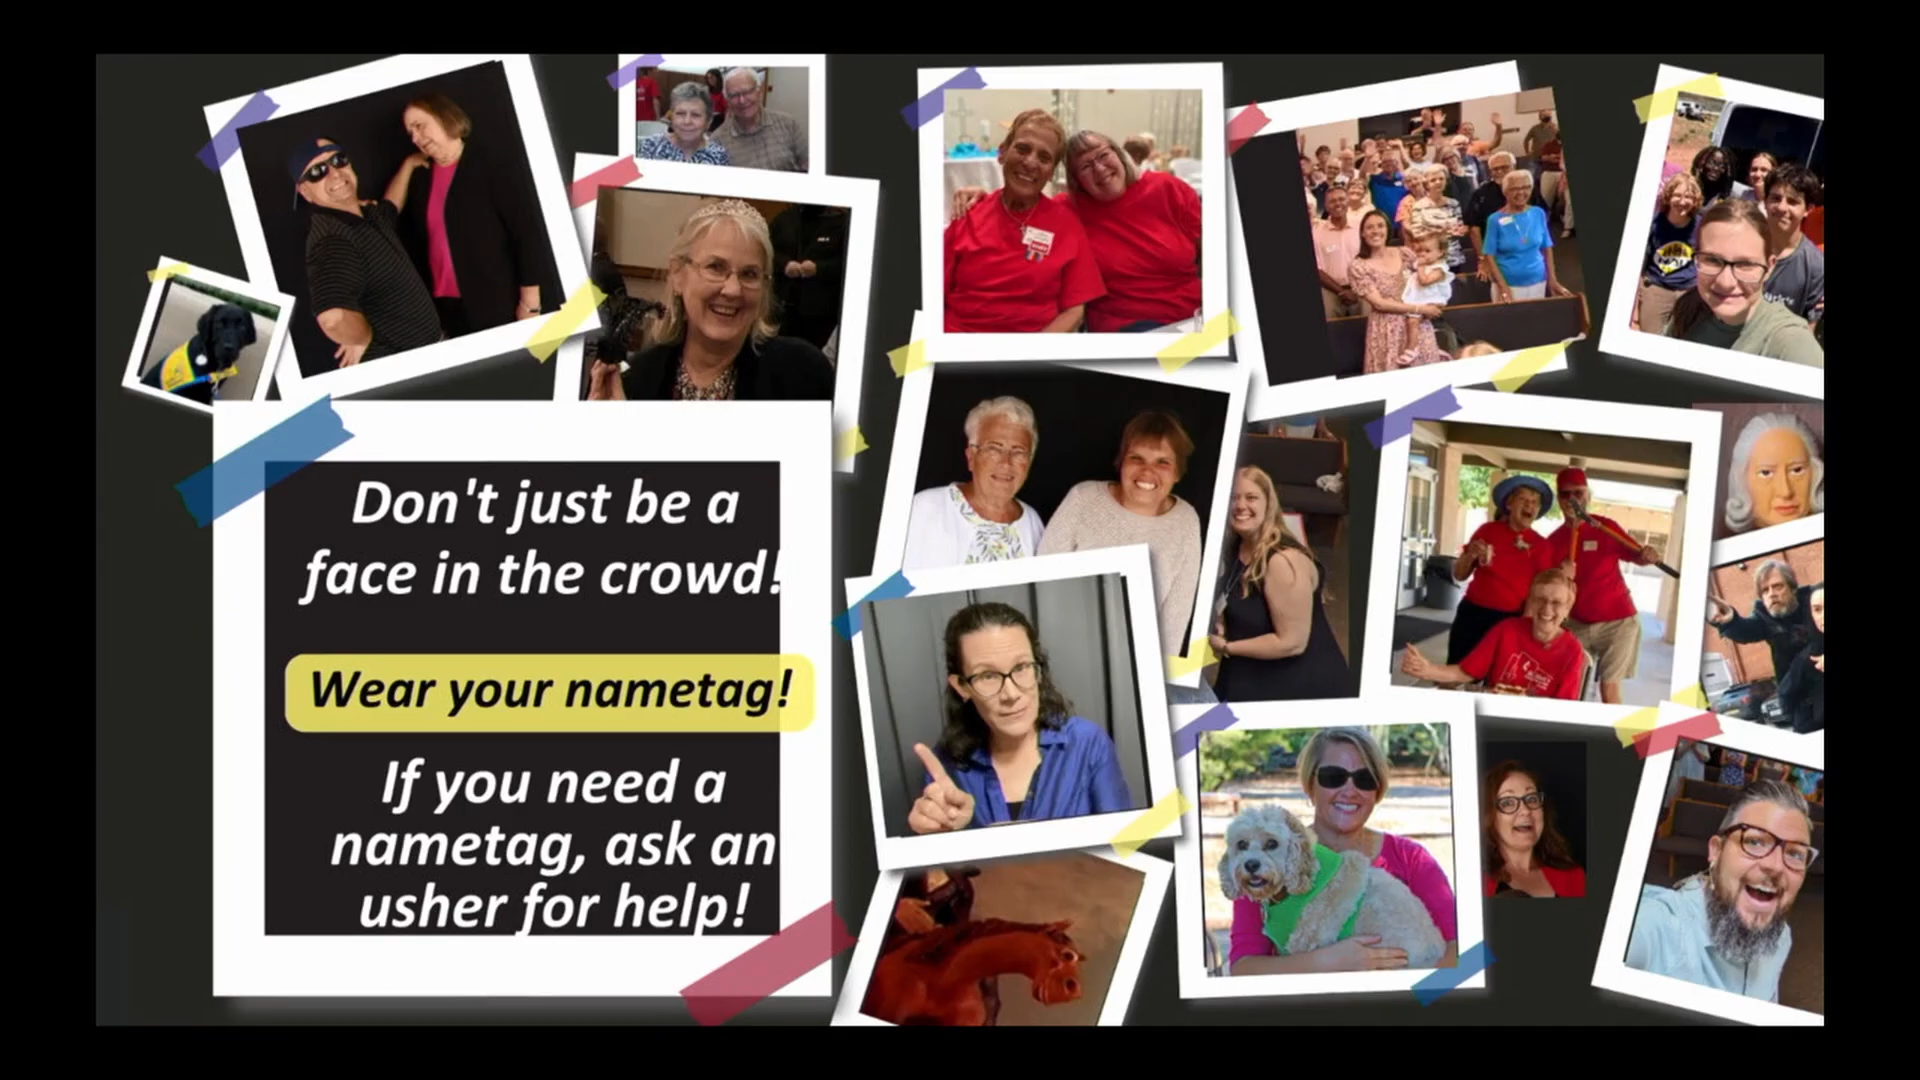 Don't just be a
face in the crowd!
Wear your nametag!
If you need a
nametag, ask an
usher for help!